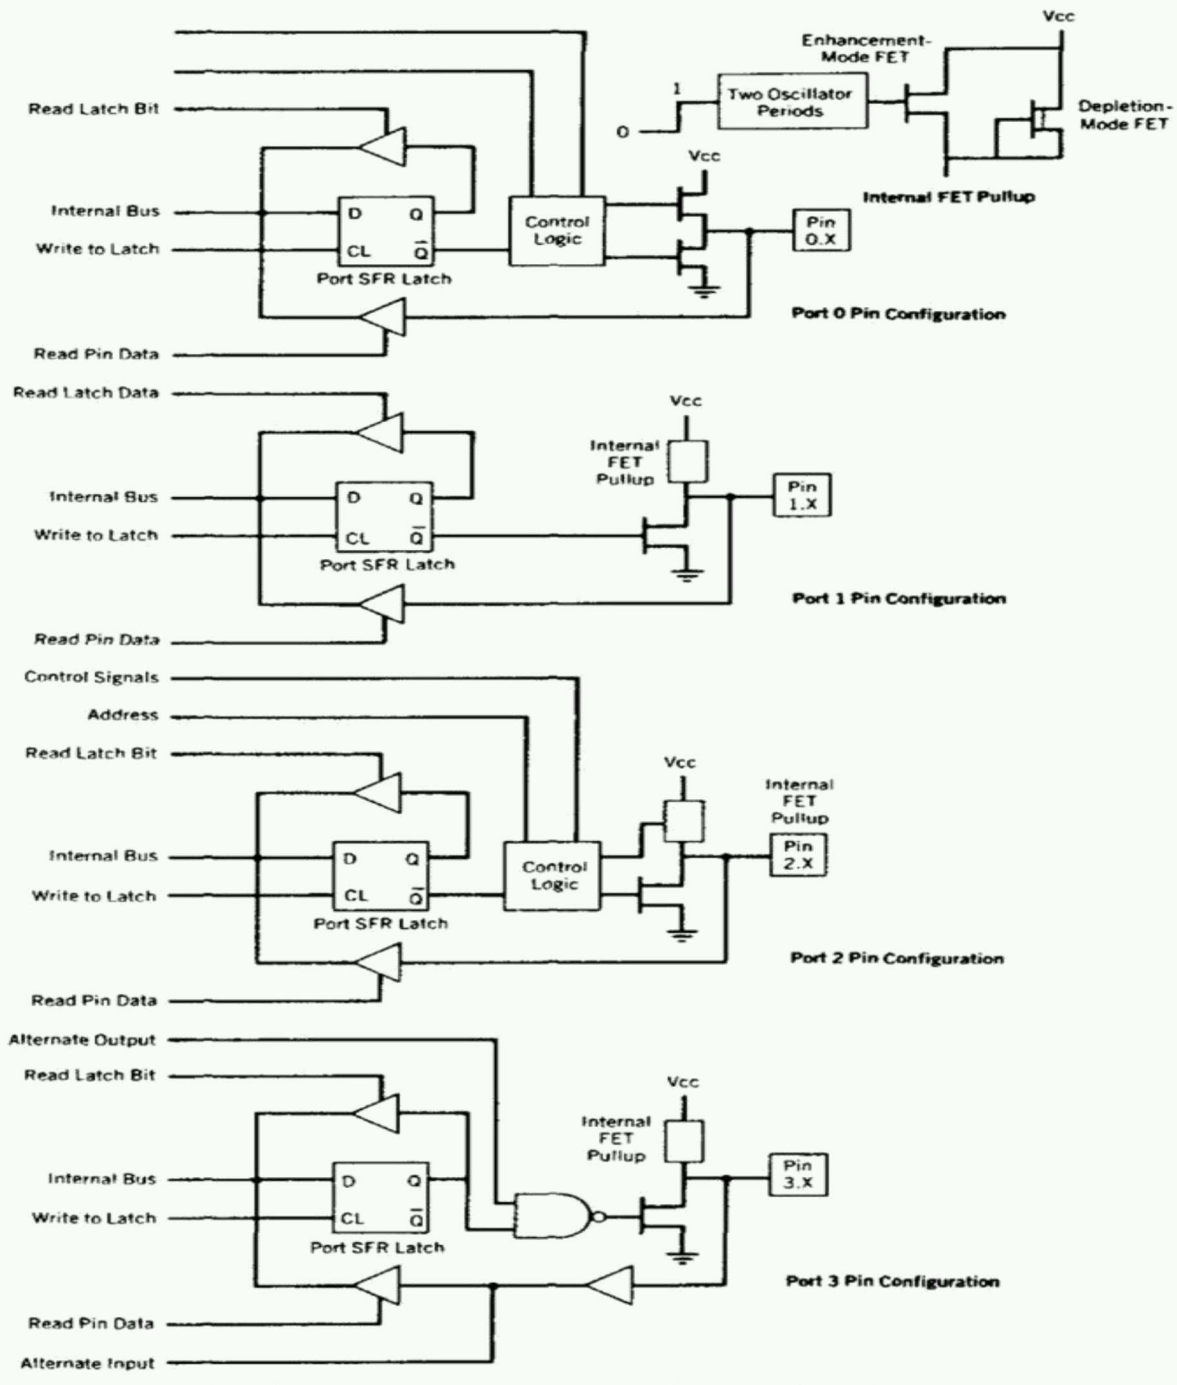 Vcc
Enhancement-
Mode FET
1
Two Oscillator
Periods
0
Depletion-
Mode FET
Internal FET Pullup
Read Latch Bit
Vcc
Internal Bus
D Q
Control
Logic
Pin
0.X
Write to Latch
CL Q̅
Port SFR Latch
Port 0 Pin Configuration
Read Pin Data
Read Latch Data
Vcc
Internal
FET
Pullup
Internal Bus
D Q
Pin
1.X
Write to Latch
CL Q̅
Port SFR Latch
Port 1 Pin Configuration
Read Pin Data
Control Signals
Address
Read Latch Bit
Vcc
Internal
FET
Pullup
Internal Bus
D Q
Control
Logic
Pin
2.X
Write to Latch
CL Q̅
Port SFR Latch
Port 2 Pin Configuration
Read Pin Data
Alternate Output
Read Latch Bit
Vcc
Internal
FET
Pullup
Internal Bus
D Q
Pin
3.X
Write to Latch
CL Q̅
Port SFR Latch
Port 3 Pin Configuration
Read Pin Data
Alternate Input